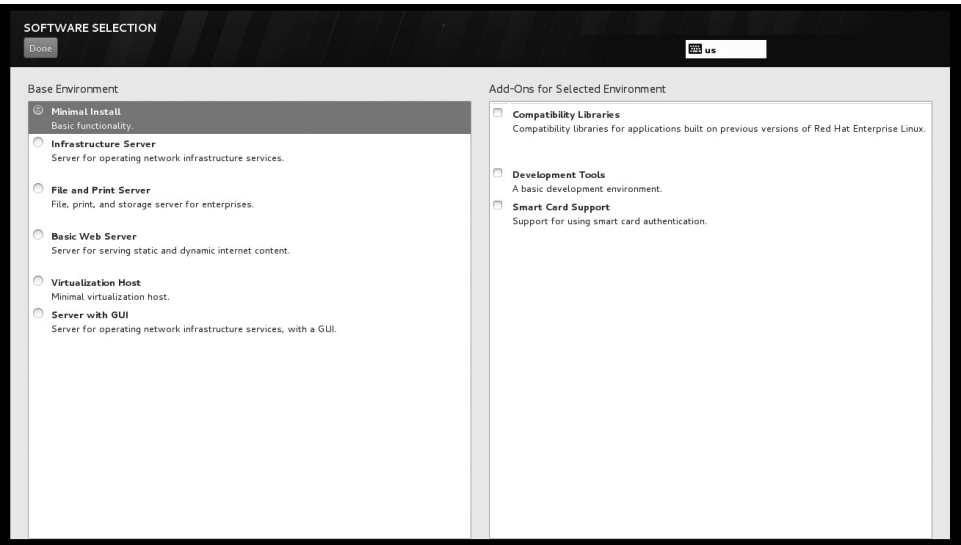 SOFTWARE SELECTION
Done
us
Base Environment
Minimal Install
Basic functionality.
Infrastructure Server
Server for operating network infrastructure services.
File and Print Server
File, print, and storage server for enterprises.
Basic Web Server
Server for serving static and dynamic internet content.
Virtualization Host
Minimal virtualization host.
Server with GUI
Server for operating network infrastructure services, with a GUI.
Add-Ons for Selected Environment
Compatibility Libraries
Compatibility libraries for applications built on previous versions of Red Hat Enterprise Linux.
Development Tools
A basic development environment.
Smart Card Support
Support for using smart card authentication.